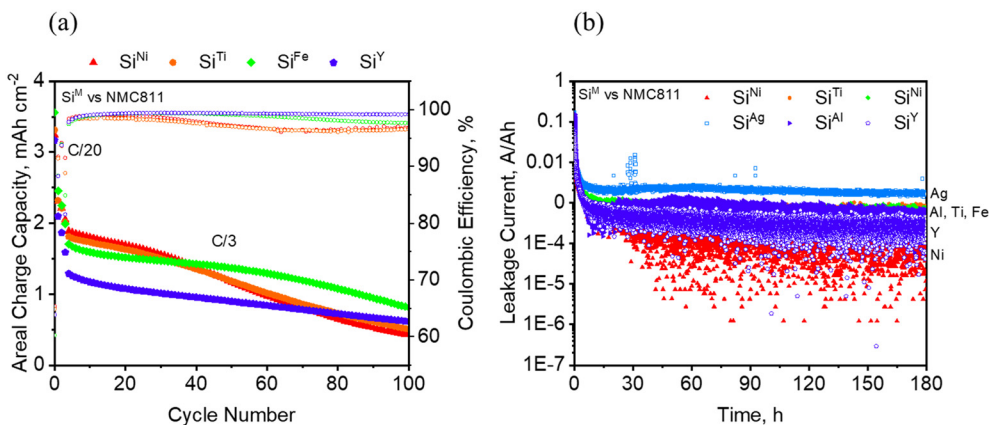 (a)
Si^Ni Si^Ti Si^Fe Si^Y
Si^M vs NMC811
C/20
C/3
4
3
2
1
0
Areal Charge Capacity, mAh cm^-2
100
90
80
70
60
Coulombic Efficiency, %
0 20 40 60 80 100
Cycle Number
(b)
Si^M vs NMC811 Si^Ni Si^Ti Si^Ni
Si^Ag Si^Al Si^Y
1
0.1
0.01
0
1E-4
1E-5
1E-6
1E-7
Leakage Current, A/Ah
Ag
Al, Ti, Fe
Y
Ni
0 30 60 90 120 150 180
Time, h